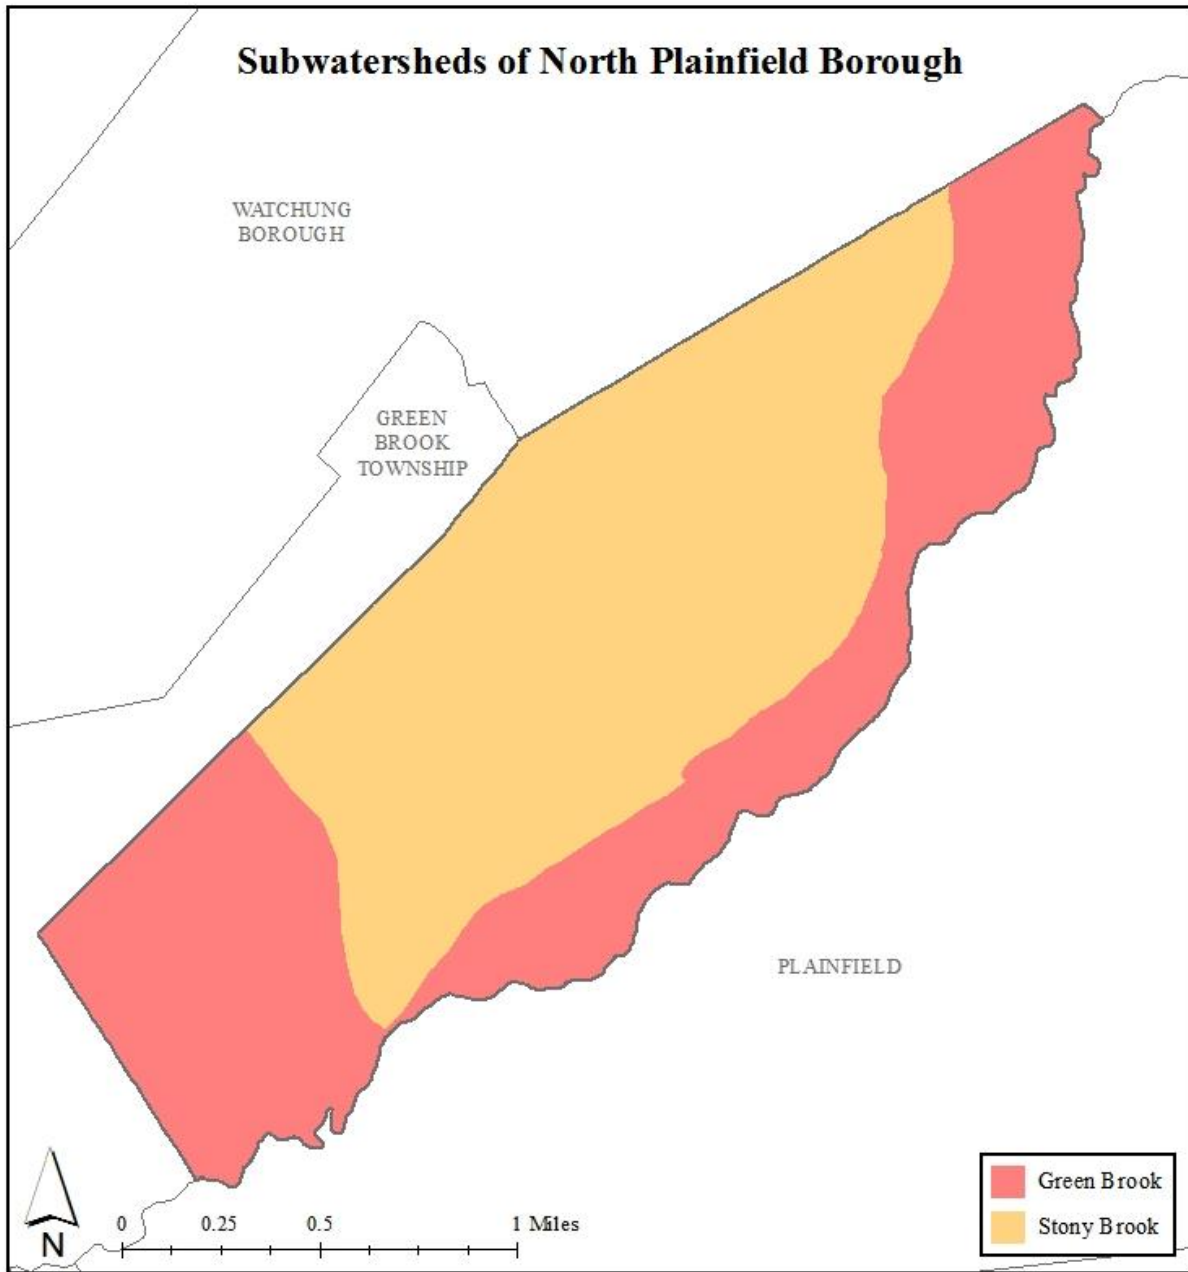 Subwatersheds of North Plainfield Borough
WATCHUNG
BOROUGH
GREEN
BROOK
TOWNSHIP
PLAINFIELD
Green Brook
Stony Brook
0 0.25 0.5 1 Miles
N